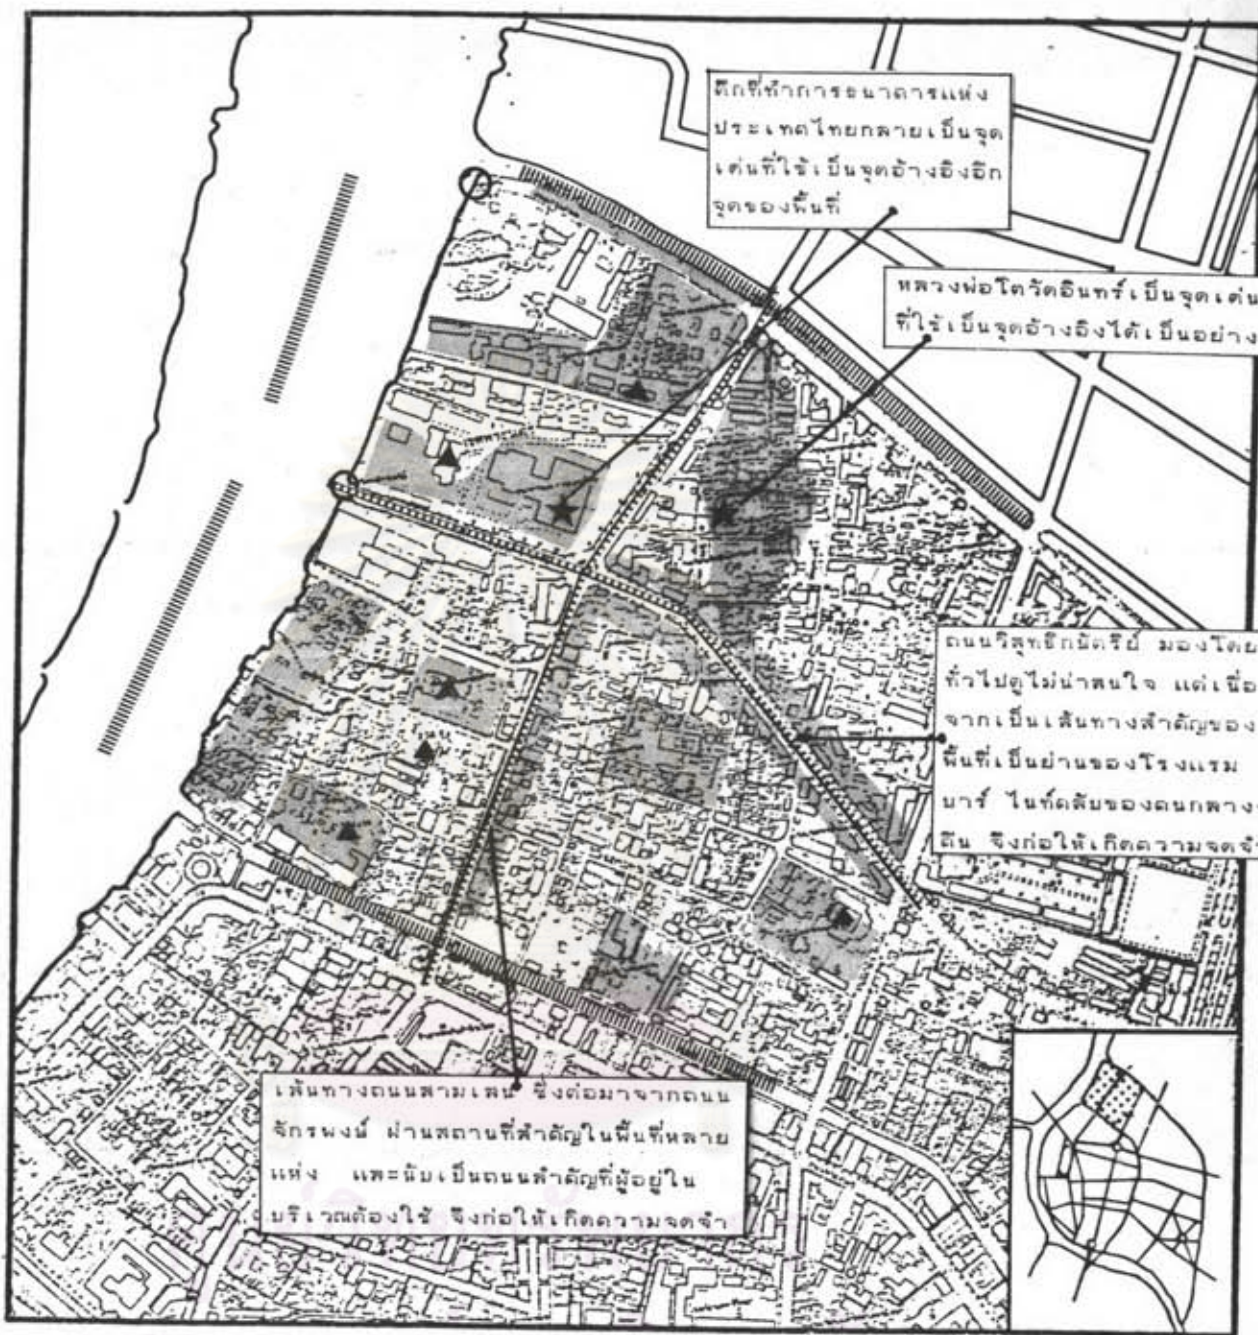 ตึกที่ทำการธนาคารแห่ง
ประเทศไทยกลายเป็นจุด
เด่นที่ใช้เป็นจุดอ้างอิงอีก
จุดของพื้นที่
หลวงพ่อโตวัดอินทร์เป็นจุดเด่น
ที่ใช้เป็นจุดอ้างอิงได้เป็นอย่าง
ถนนวิสุทธิกษัตริย์ มองโดย
ทั่วไปดูไม่น่าสนใจ แต่เนื่อ
จากเป็นเส้นทางสำคัญของ
พื้นที่เป็นย่านของโรงแรม
บาร์ ไนท์คลับของคนกลาง
คืน จึงก่อให้เกิดความจดจำ
เส้นทางถนนสามเสน ซึ่งต่อมาจากถนน
จักรพงษ์ ผ่านสถานที่สำคัญในพื้นที่หลาย
แห่ง และนับเป็นถนนสำคัญที่ผู้อยู่ใน
บริเวณต้องใช้ จึงก่อให้เกิดความจดจำ